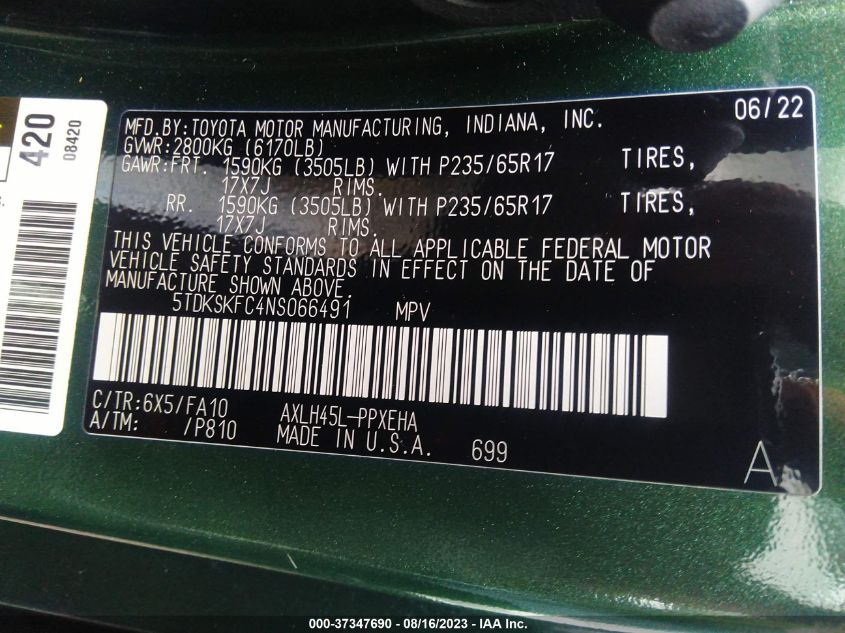 420
08420
06/22
MFD.BY:TOYOTA MOTOR MANUFACTURING, INDIANA, INC.
GVWR:2800KG (6170LB)
GAWR:FRT. 1590KG (3505LB) WITH P235/65R17 TIRES,
17X7J RIMS.
RR. 1590KG (3505LB) WITH P235/65R17 TIRES,
17X7J RIMS.
THIS VEHICLE CONFORMS TO ALL APPLICABLE FEDERAL MOTOR
VEHICLE SAFETY STANDARDS IN EFFECT ON THE DATE OF
MANUFACTURE SHOWN ABOVE.
5TDKSKFC4NS066491 MPV
C/TR:6X5/FA10 AXLH45L-PPXEHA
A/TM: /P810 MADE IN U.S.A. 699
A
000-37347690 - 08/16/2023 - IAA Inc.